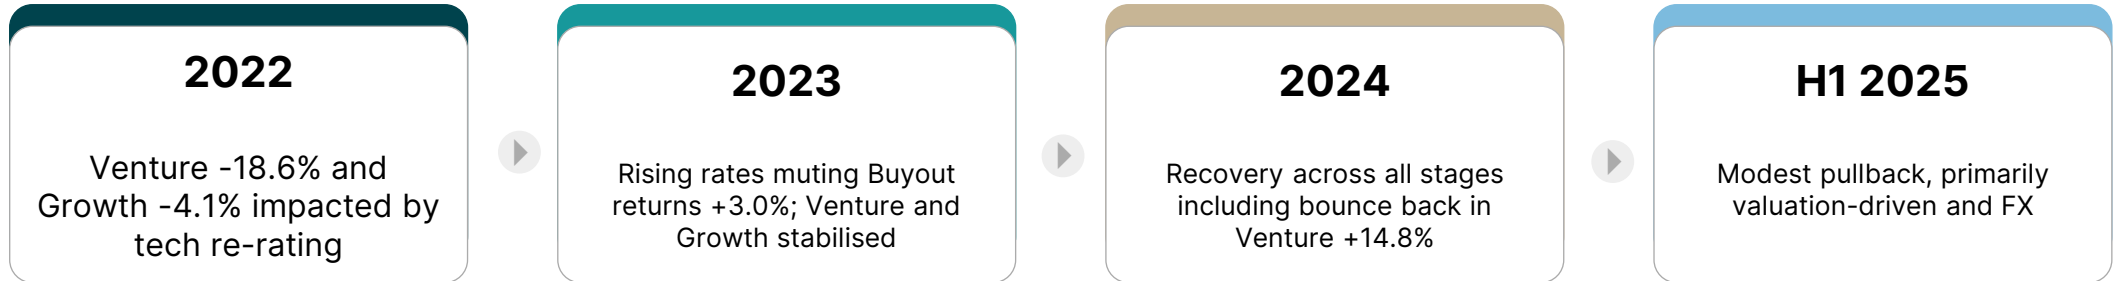 2022
Venture -18.6% and
Growth -4.1% impacted by
tech re-rating
2023
Rising rates muting Buyout
returns +3.0%; Venture and
Growth stabilised
2024
Recovery across all stages
including bounce back in
Venture +14.8%
H1 2025
Modest pullback, primarily
valuation-driven and FX